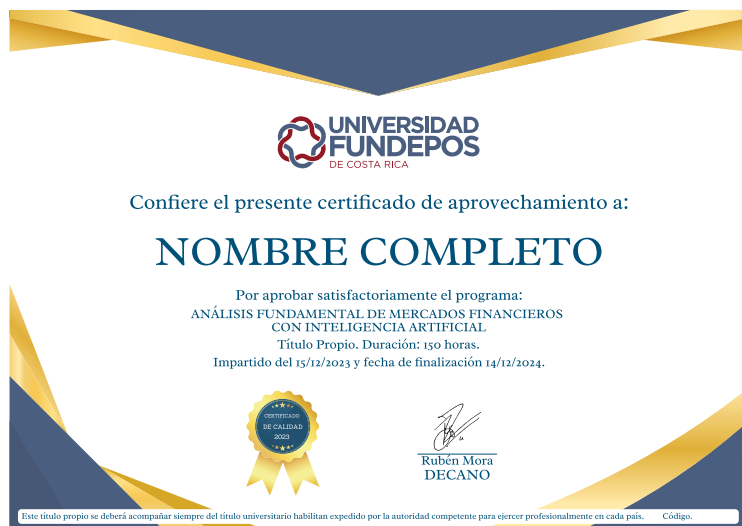 UNIVERSIDAD
FUNDEPOS
DE COSTA RICA
Confiere el presente certificado de aprovechamiento a:
NOMBRE COMPLETO
Por aprobar satisfactoriamente el programa:
ANÁLISIS FUNDAMENTAL DE MERCADOS FINANCIEROS
CON INTELIGENCIA ARTIFICIAL
Título Propio. Duración: 150 horas.
Impartido del 15/12/2023 y fecha de finalización 14/12/2024.
CERTIFICADO
DE CALIDAD
2023
Rubén Mora
DECANO
Este título propio se deberá acompañar siempre del título universitario habilitan expedido por la autoridad competente para ejercer profesionalmente en cada país. Código.